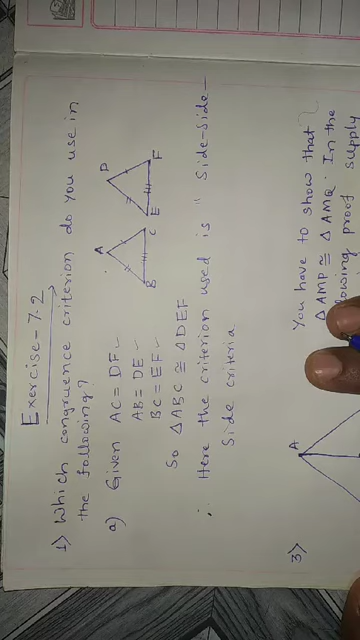 Exercise-7.2
1) Which congruence criterion do you use in
the following?
a) Given AC = DF
AB = DE
BC = EF
So △ABC ≅ △DEF
∴ Here the criterion used is "Side-Side-
Side criteria
A
B
C
D
E
F
3)
A
You have to show that
△AMP ≅ △AMQ. In the
proof supply